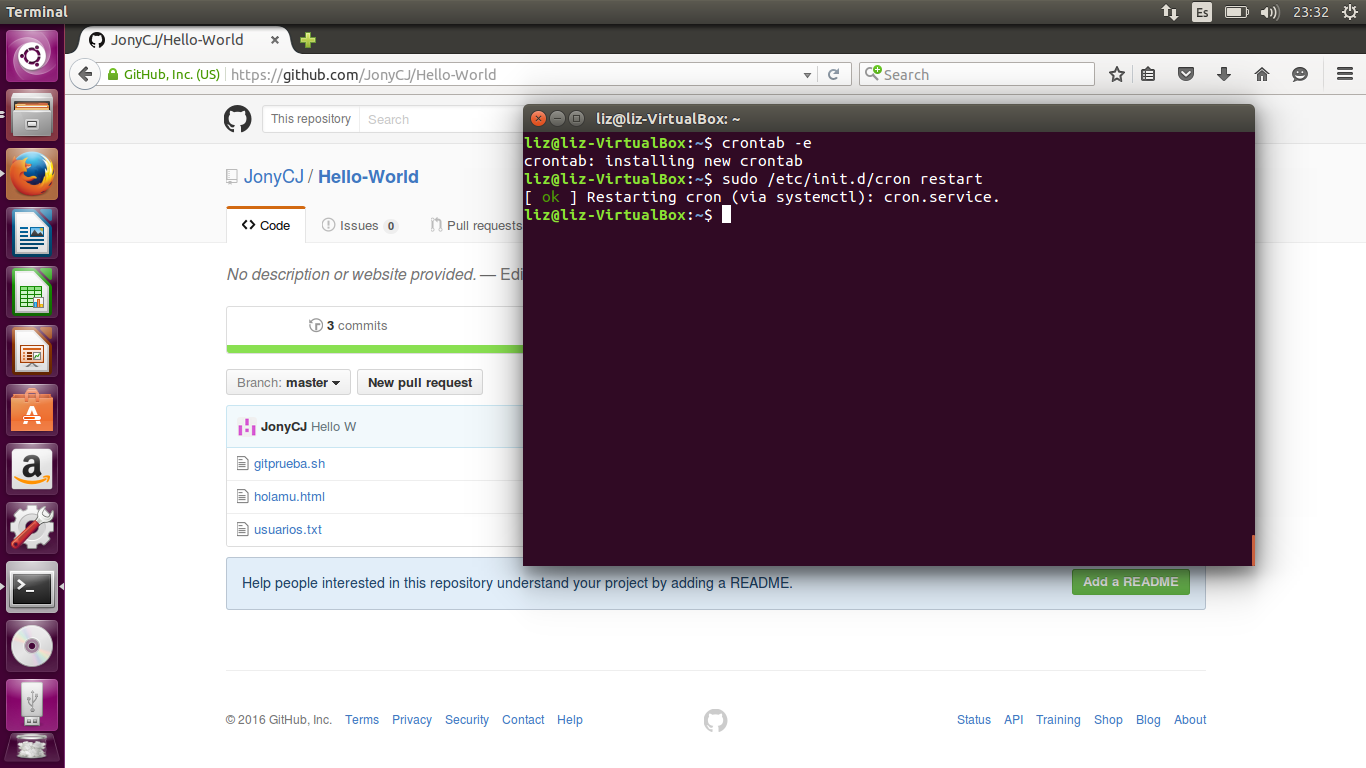 Terminal
Es
23:32
JonyCJ/Hello-World
GitHub, Inc. (US)
https://github.com/JonyCJ/Hello-World
Search
This repository
Search
JonyCJ / Hello-World
Code
Issues 0
Pull requests
No description or website provided. — Edi
3 commits
Branch: master
New pull request
JonyCJ Hello W
gitprueba.sh
holamu.html
usuarios.txt
liz@liz-VirtualBox: ~
liz@liz-VirtualBox:~$ crontab -e
crontab: installing new crontab
liz@liz-VirtualBox:~$ sudo /etc/init.d/cron restart
[ ok ] Restarting cron (via systemctl): cron.service.
liz@liz-VirtualBox:~$
Help people interested in this repository understand your project by adding a README.
Add a README
© 2016 GitHub, Inc. Terms Privacy Security Contact Help
Status API Training Shop Blog About